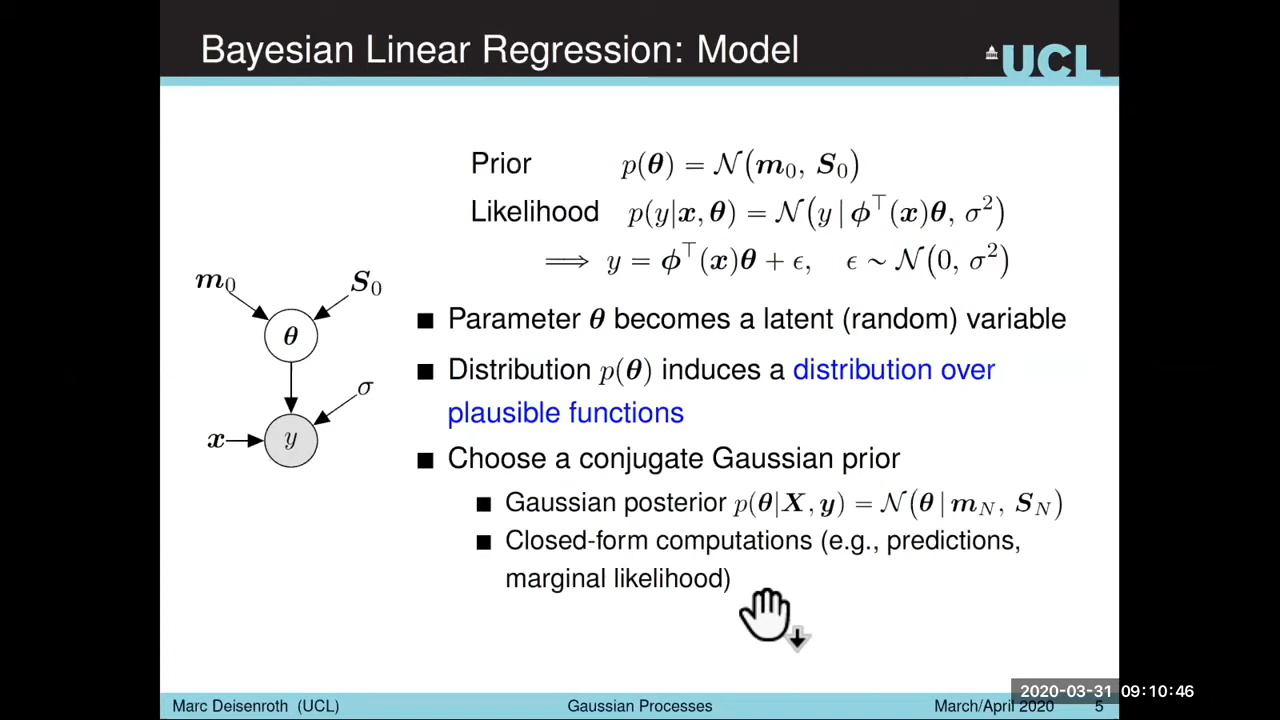 Bayesian Linear Regression: Model
UCL
Prior p(θ) = 𝒩(m₀, S₀)
Likelihood p(y|x, θ) = 𝒩(y | ϕ⊤(x)θ, σ²)
⟹ y = ϕ⊤(x)θ + ϵ, ϵ ∼ 𝒩(0, σ²)
m₀ S₀
θ
σ
x y
■ Parameter θ becomes a latent (random) variable
■ Distribution p(θ) induces a distribution over
plausible functions
■ Choose a conjugate Gaussian prior
■ Gaussian posterior p(θ|X, y) = 𝒩(θ | m_N, S_N)
■ Closed-form computations (e.g., predictions,
marginal likelihood)
2020-03-31 09:10:46
Marc Deisenroth (UCL) Gaussian Processes March/April 2020 5